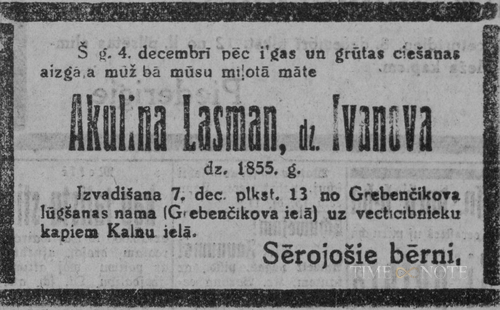 Š g. 4. decembrī pēc ilgas un grūtas ciešanas
aizgāja mūžībā mūsu mīļotā māte
Akulina Lasman, dz. Ivanova
dz. 1855. g.
Izvadīšana 7. dec. plkst. 13 no Grebenčikova
lūgšanas nama (Grebenčikova ielā) uz vecticībnieku
kapiem Kalnu ielā.
Sērojošie bērni.
TIMENOTE